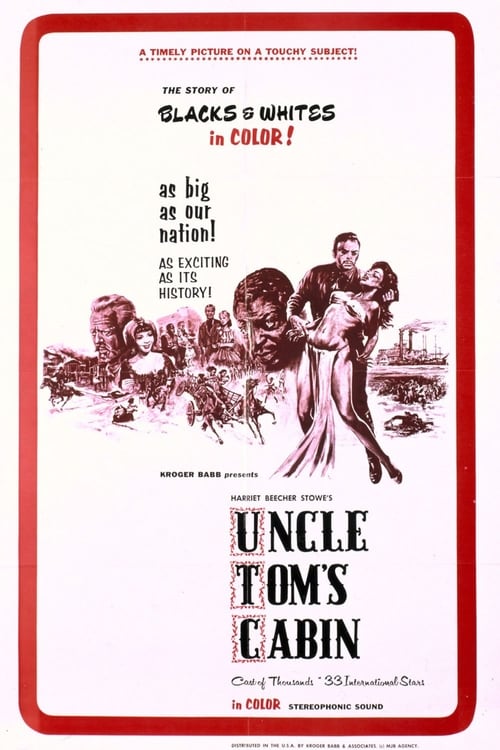 A TIMELY PICTURE ON A TOUCHY SUBJECT!
THE STORY OF
BLACKS & WHITES
in COLOR!
as big
as our
nation!
AS EXCITING
AS ITS
HISTORY!
KROGER BABB presents
HARRIET BEECHER STOWE'S
UNCLE
TOM'S
CABIN
Cast of Thousands * 33 International Stars
in COLOR STEREOPHONIC SOUND
DISTRIBUTED IN THE U.S.A. BY KROGER BABB & ASSOCIATES. (c) MJB AGENCY.